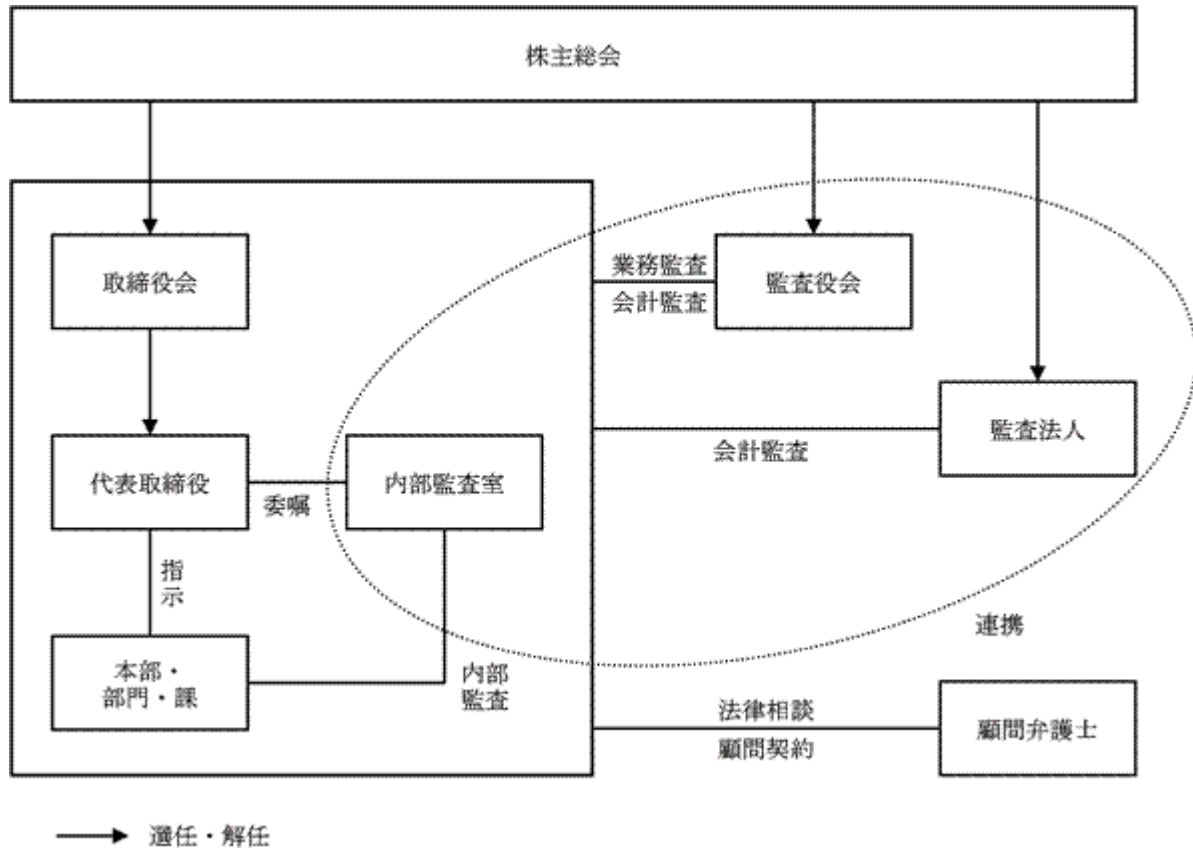 株主総会
取締役会
業務監査
会計監査
監査役会
監査法人
会計監査
代表取締役
委嘱
内部監査室
指
示
連携
本部・
部門・課
内部
監査
法律相談
顧問契約
顧問弁護士
選任・解任